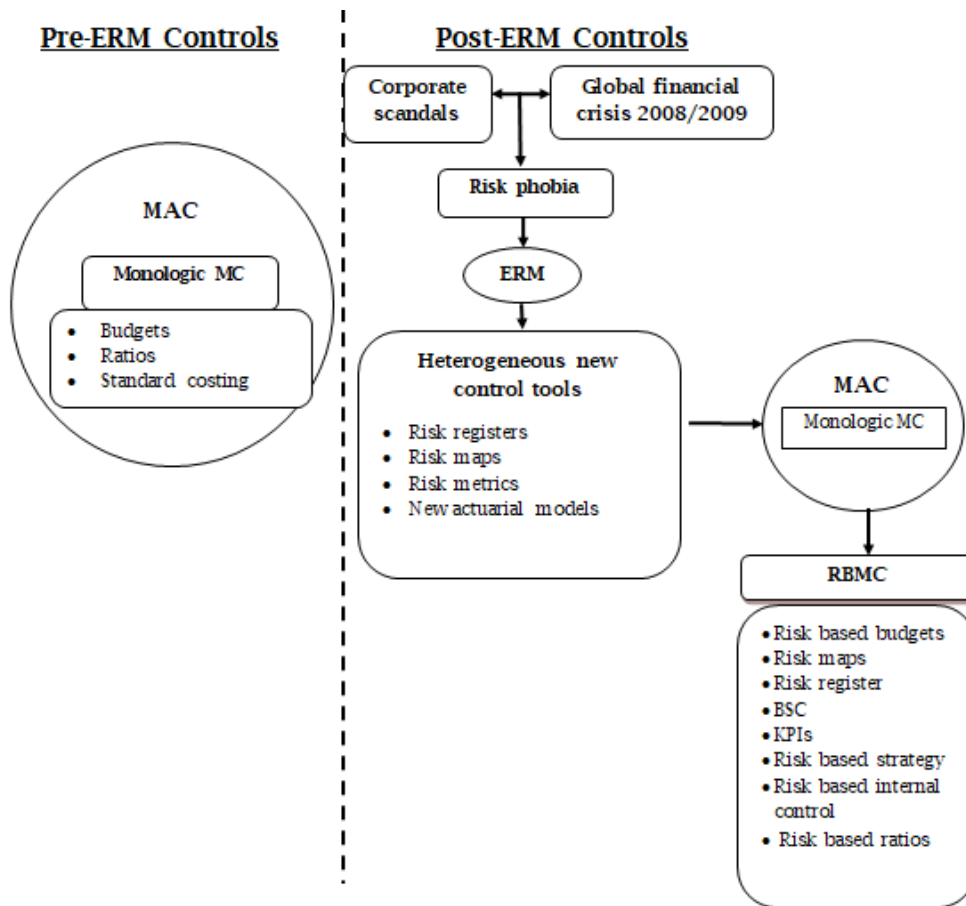 Pre-ERM Controls
MAC
Monologic MC
• Budgets
• Ratios
• Standard costing
Post-ERM Controls
Corporate
scandals
Global financial
crisis 2008/2009
Risk phobia
ERM
Heterogeneous new
control tools
• Risk registers
• Risk maps
• Risk metrics
• New actuarial models
MAC
Monologic MC
RBMC
• Risk based budgets
• Risk maps
• Risk register
• BSC
• KPIs
• Risk based strategy
• Risk based internal
control
• Risk based ratios